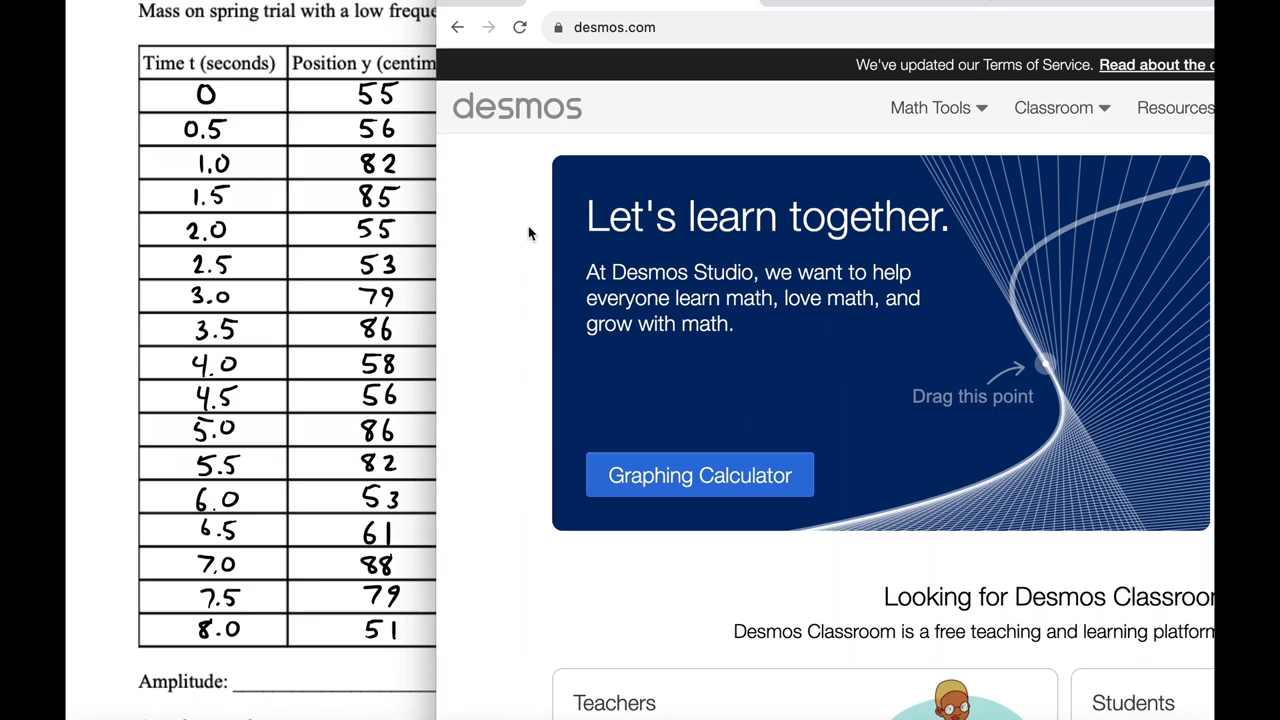 Mass on spring trial with a low freque
Time t (seconds) Position y (centim
0 55
0.5 56
1.0 82
1.5 85
2.0 55
2.5 53
3.0 79
3.5 86
4.0 58
4.5 56
5.0 86
5.5 82
6.0 53
6.5 61
7.0 88
7.5 79
8.0 51
Amplitude:
desmos.com
We've updated our Terms of Service. Read about the c
desmos
Math Tools Classroom Resources
Let's learn together.
At Desmos Studio, we want to help
everyone learn math, love math, and
grow with math.
Drag this point
Graphing Calculator
Looking for Desmos Classroo
Desmos Classroom is a free teaching and learning platform
Teachers
Students